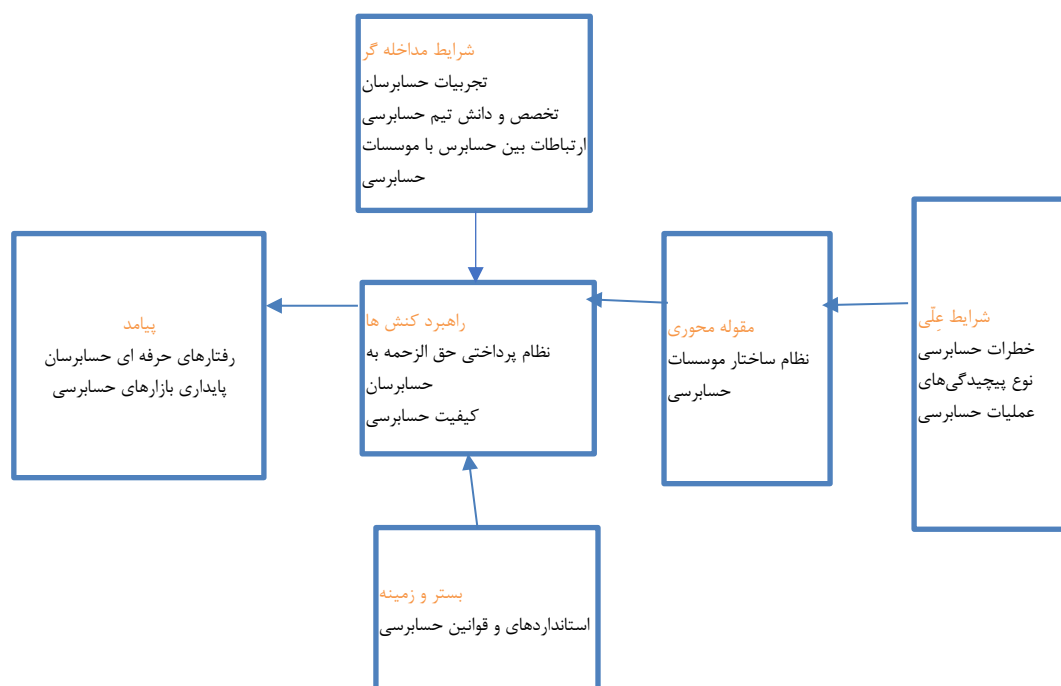 شرایط مداخله گر
تجربیات حسابرسان
تخصص و دانش تیم حسابرسی
ارتباطات بین حسابرس با موسسات
حسابرسی
شرایط عِلّی
خطرات حسابرسی
نوع پیچیدگی‌های
عملیات حسابرسی
مقوله محوری
نظام ساختار موسسات
حسابرسی
راهبرد کنش ها
نظام پرداختی حق الزحمه به
حسابرسان
کیفیت حسابرسی
پیامد
رفتارهای حرفه ای حسابرسان
پایداری بازارهای حسابرسی
بستر و زمینه
استانداردهای و قوانین حسابرسی